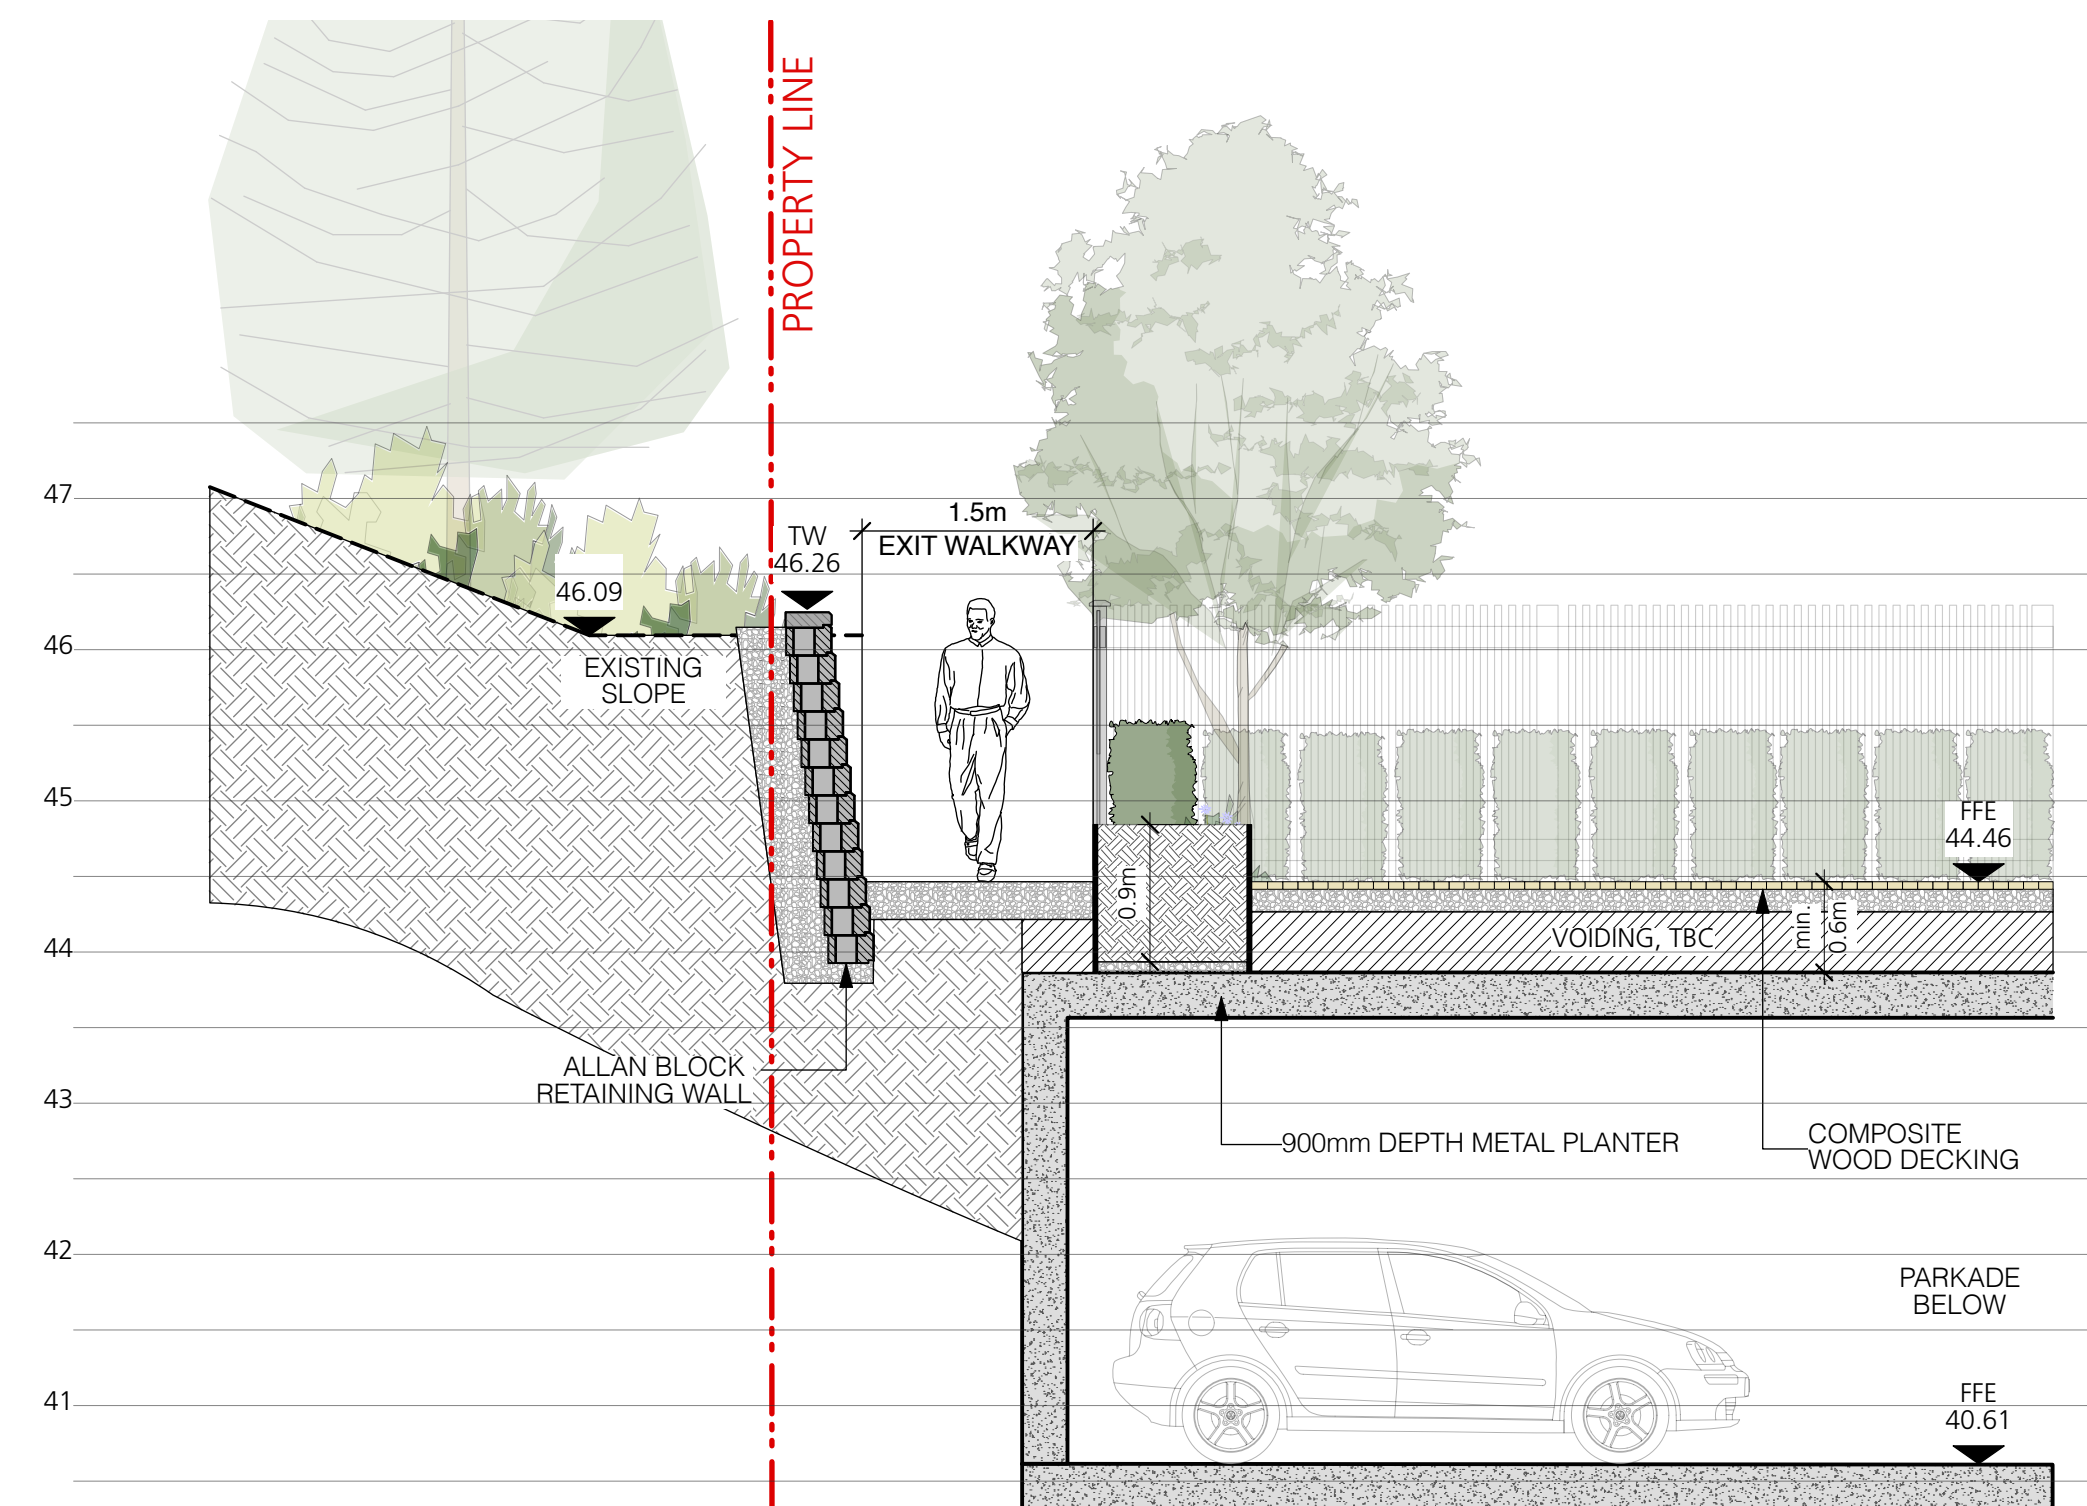 PROPERTY LINE
47
1.5m
EXIT WALKWAY
TW
46.26
46.09
46
EXISTING
SLOPE
45
FFE
44.46
0.9m
VOIDING, TBC
min.
0.6m
44
ALLAN BLOCK
RETAINING WALL
43
900mm DEPTH METAL PLANTER
COMPOSITE
WOOD DECKING
42
PARKADE
BELOW
41
FFE
40.61